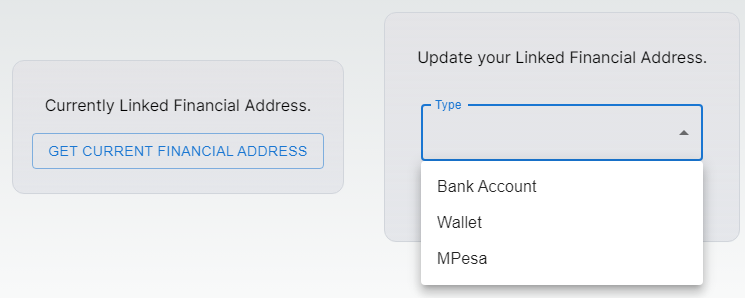 Currently Linked Financial Address.
GET CURRENT FINANCIAL ADDRESS
Update your Linked Financial Address.
Type
Bank Account
Wallet
MPesa